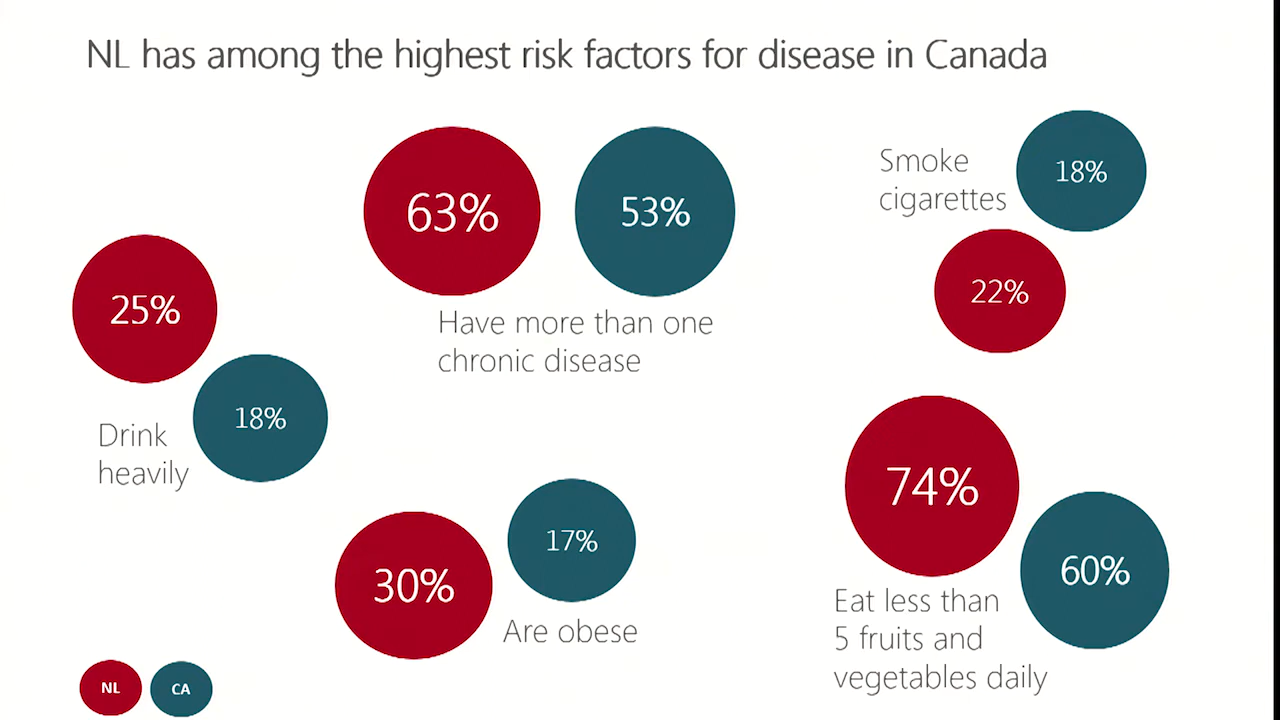 NL has among the highest risk factors for disease in Canada
63%
53%
Have more than one
chronic disease
Smoke
cigarettes
18%
22%
25%
18%
Drink
heavily
30%
17%
Are obese
74%
60%
Eat less than
5 fruits and
vegetables daily
NL
CA